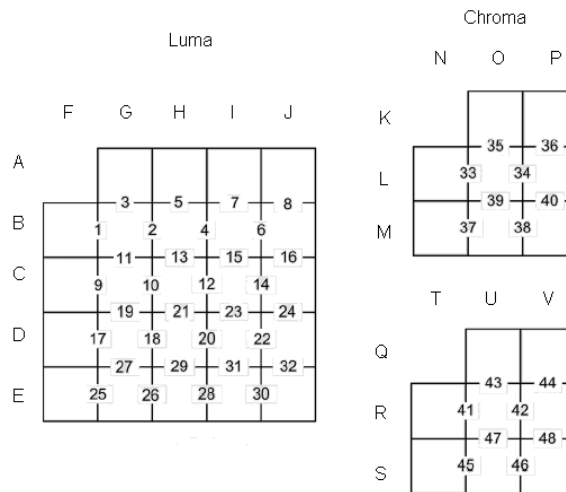 Luma
F G H I J
A
3 5 7 8
B
1 2 4 6
11 13 15 16
C
9 10 12 14
19 21 23 24
D
17 18 20 22
27 29 31 32
E
25 26 28 30
Chroma
N O P
K
35 36
L
33 34
39 40
M
37 38
T U V
Q
43 44
R
41 42
47 48
S
45 46